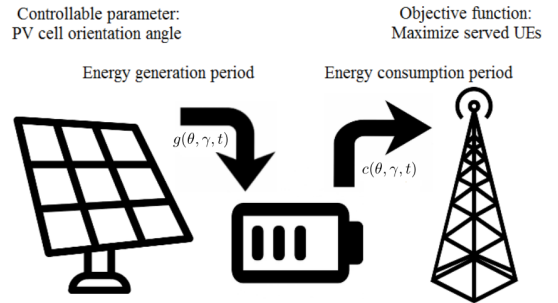 Controllable parameter:
PV cell orientation angle
Objective function:
Maximize served UEs
Energy generation period
Energy consumption period
g(θ, γ, t)
c(θ, γ, t)